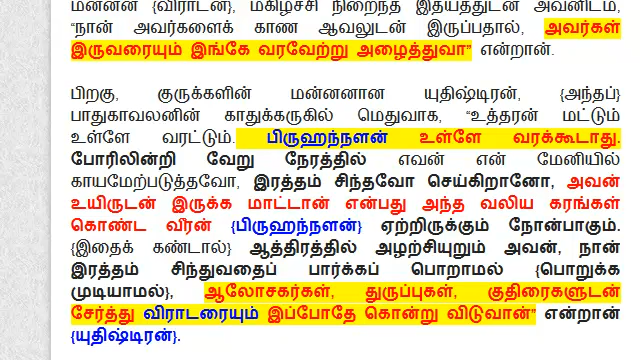 மன்னன் {விராடன்}, மகிழ்ச்சி நிறைந்த இதயத்துடன் அவனிடம்,
“நான் அவர்களைக் காண ஆவலுடன் இருப்பதால், அவர்கள்
இருவரையும் இங்கே வரவேற்று அழைத்துவா” என்றான்.
பிறகு, குருக்களின் மன்னனான யுதிஷ்டிரன், {அந்தப்}
பாதுகாவலனின் காதுக்கருகில் மெதுவாக, “உத்தரன் மட்டும்
உள்ளே வரட்டும். பிருஹந்நளன் உள்ளே வரக்கூடாது.
போரிலின்றி வேறு நேரத்தில் எவன் என் மேனியில்
காயமேற்படுத்தவோ, இரத்தம் சிந்தவோ செய்கிறானோ, அவன்
உயிருடன் இருக்க மாட்டான் என்பது அந்த வலிய கரங்கள்
கொண்ட வீரன் {பிருஹந்நளன்} ஏற்றிருக்கும் நோன்பாகும்.
{இதைக் கண்டால்} ஆத்திரத்தில் அழற்சியுறும் அவன், நான்
இரத்தம் சிந்துவதைப் பார்க்கப் பொறாமல் {பொறுக்க
முடியாமல்}, ஆலோசகர்கள், துருப்புகள், குதிரைகளுடன்
சேர்த்து விராடரையும் இப்போதே கொன்று விடுவான்” என்றான்
{யுதிஷ்டிரன்}.